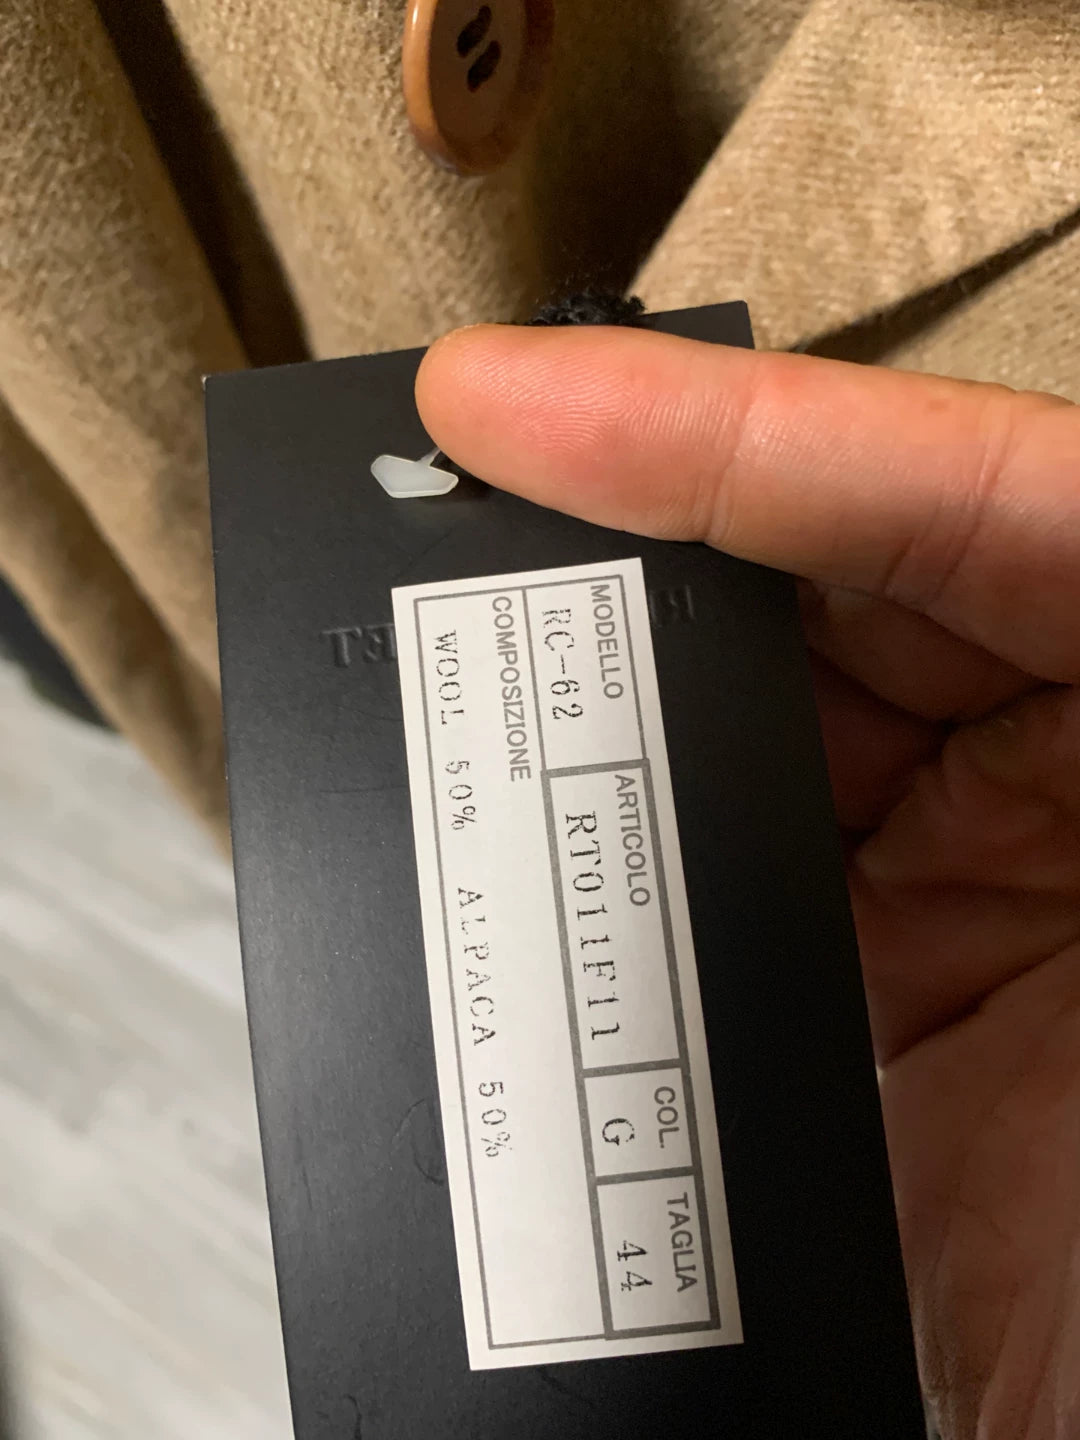 MODELLO ARTICOLO COL. TAGLIA
RC-62 RT011F11 G 44
COMPOSIZIONE
WOOL 50% ALPACA 50%